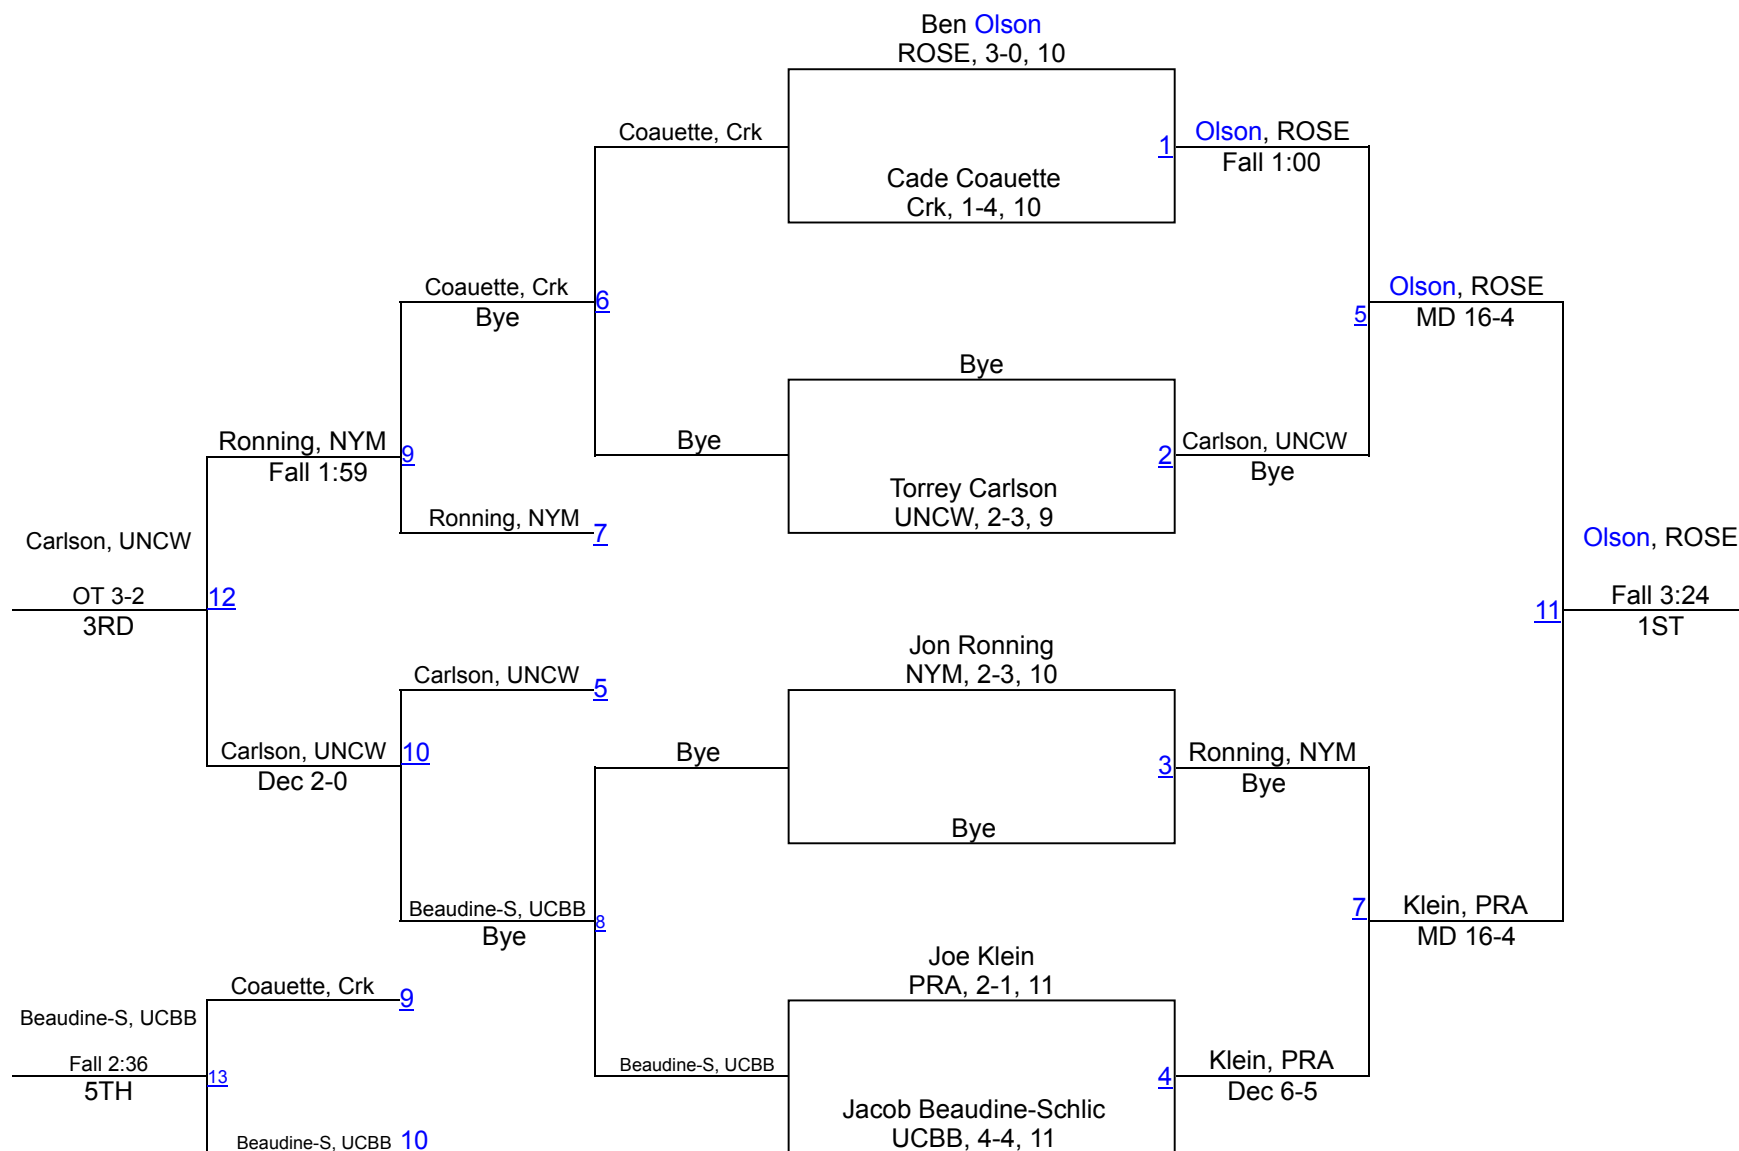 Ben Olson
ROSE, 3-0, 10
Coauette, Crk
1
Olson, ROSE
Fall 1:00
Cade Coauette
Crk, 1-4, 10
Coauette, Crk
Bye
6
Olson, ROSE
MD 16-4
5
Bye
Ronning, NYM
Fall 1:59
9
Bye
2
Carlson, UNCW
Bye
Torrey Carlson
UNCW, 2-3, 9
Ronning, NYM
7
Carlson, UNCW
OT 3-2
3RD
12
Olson, ROSE
Fall 3:24
1ST
11
Jon Ronning
NYM, 2-3, 10
Carlson, UNCW
5
Carlson, UNCW
Dec 2-0
10
Bye
3
Ronning, NYM
Bye
Bye
Beaudine-S, UCBB
Bye
8
7
Klein, PRA
MD 16-4
Joe Klein
PRA, 2-1, 11
Coauette, Crk
9
Beaudine-S, UCBB
Fall 2:36
5TH
13
Beaudine-S, UCBB
4
Klein, PRA
Dec 6-5
Jacob Beaudine-Schlic
UCBB, 4-4, 11
Beaudine-S, UCBB
10